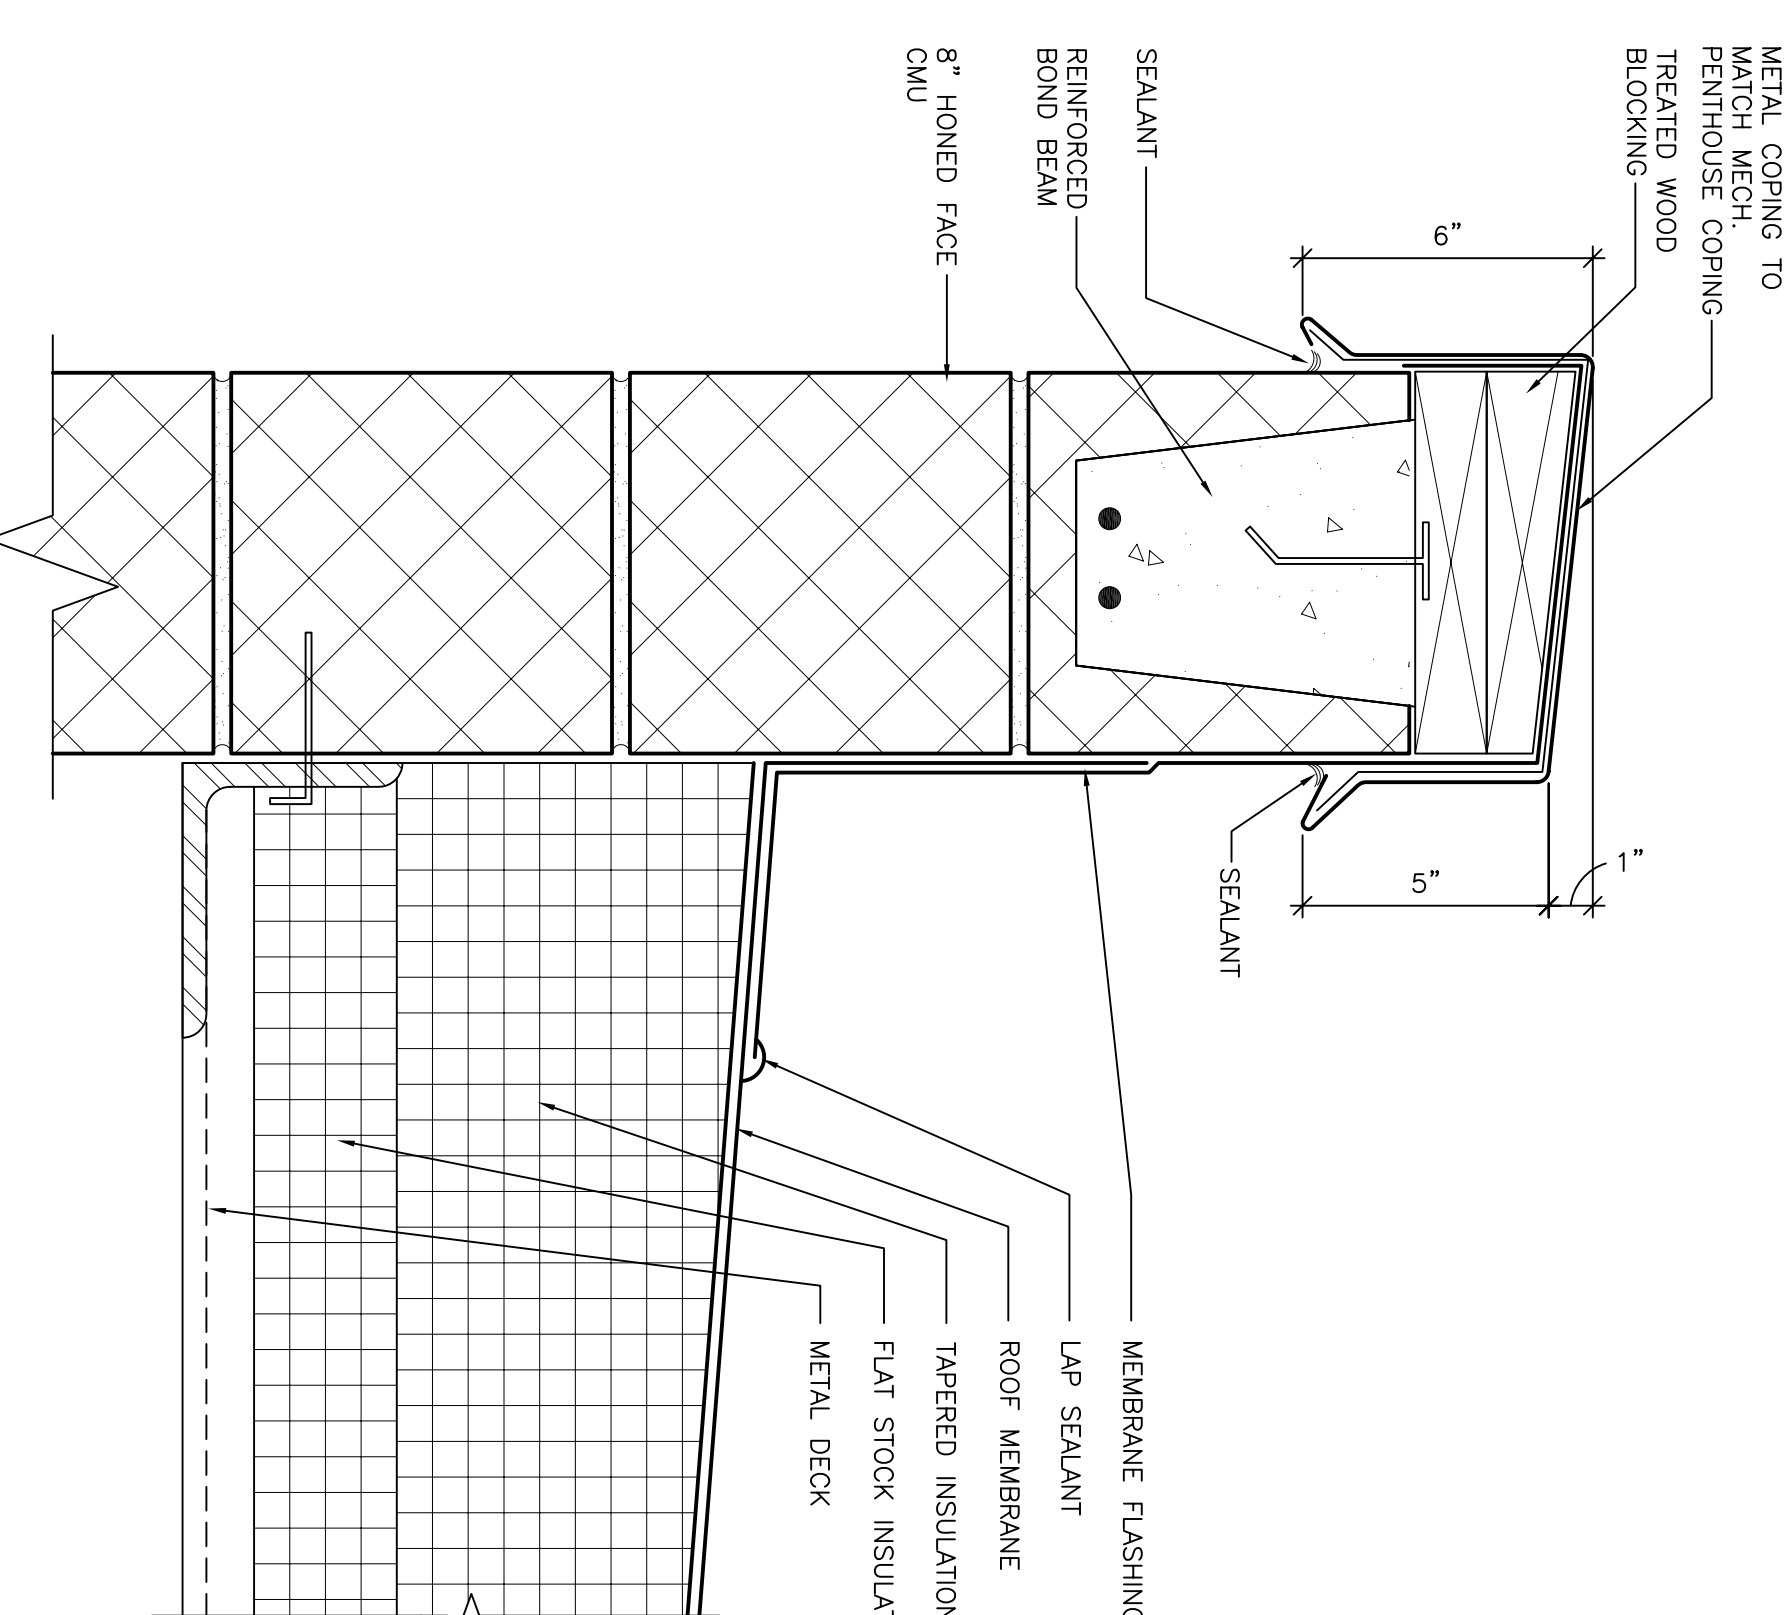 METAL COPING TO
MATCH MECH.
PENTHOUSE COPING
TREATED WOOD
BLOCKING
6”
SEALANT
REINFORCED
BOND BEAM
8” HONED FACE
CMU
1”
5”
SEALANT
MEMBRANE FLASHING
LAP SEALANT
ROOF MEMBRANE
TAPERED INSULATION
FLAT STOCK INSULAT
METAL DECK